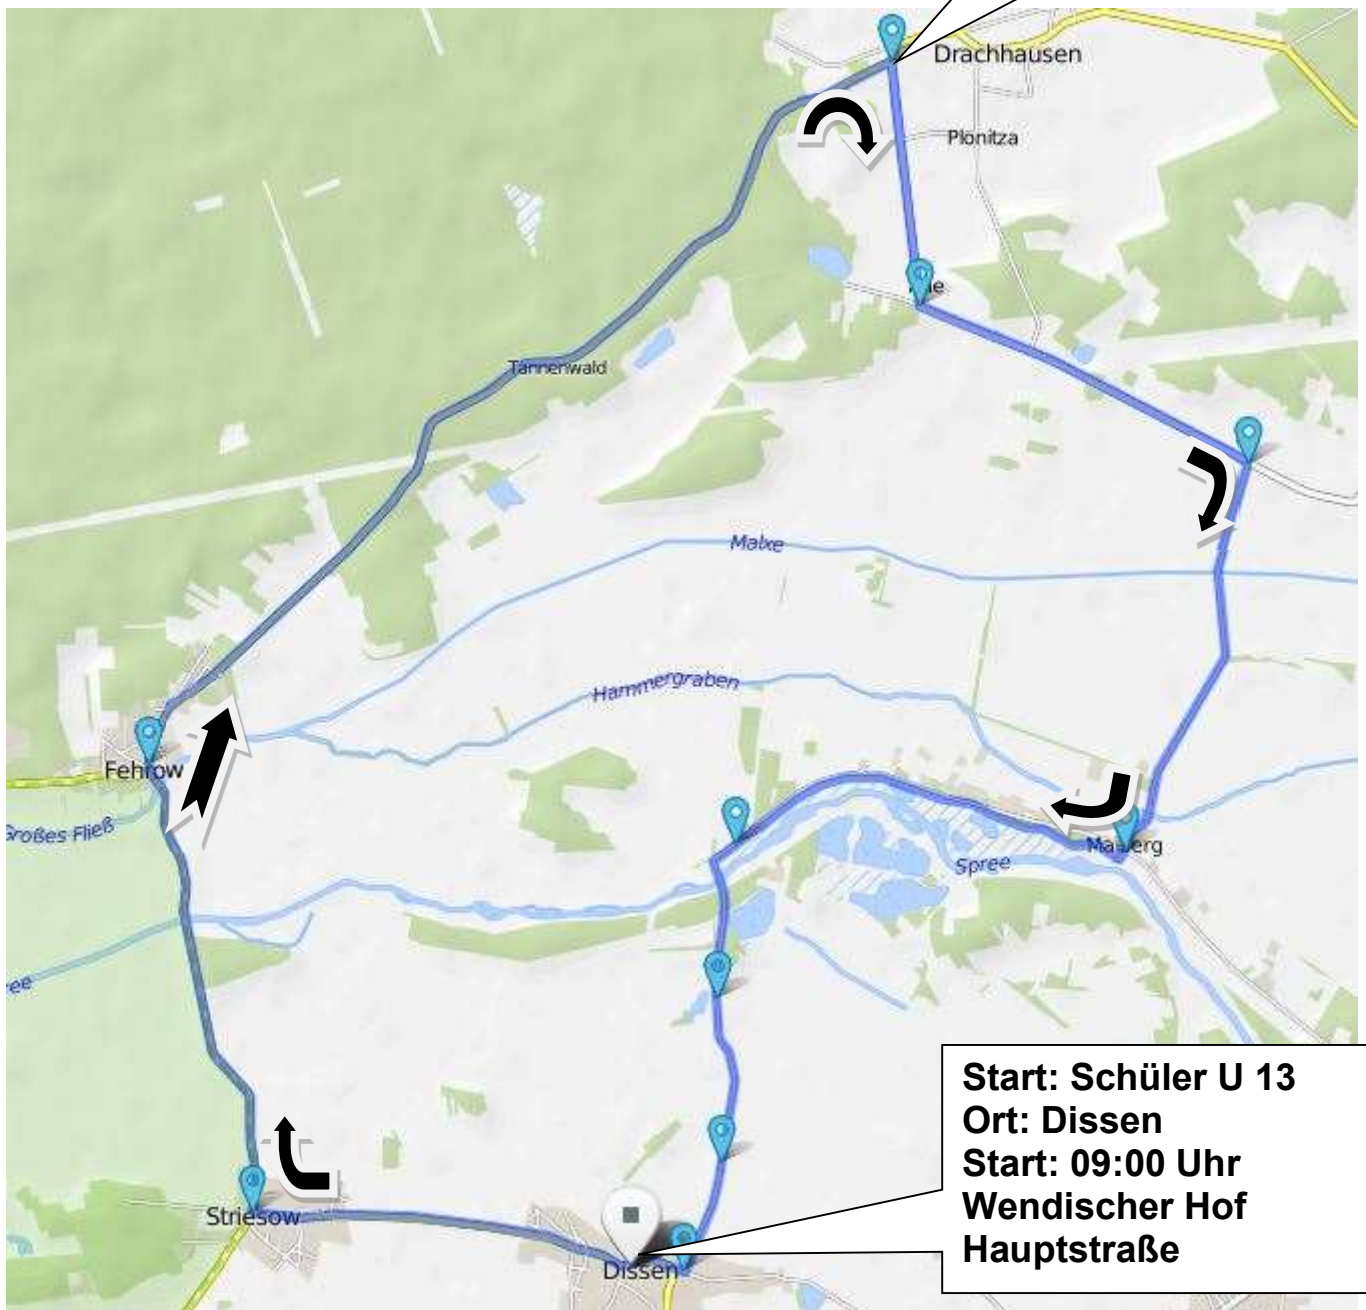 Drachhausen
Plonitza
Tannenwald
Malxe
Hammergraben
Fehrow
Großes Fließ
Spree
Striesow
Dissen
Start: Schüler U 13
Ort: Dissen
Start: 09:00 Uhr
Wendischer Hof
Hauptstraße